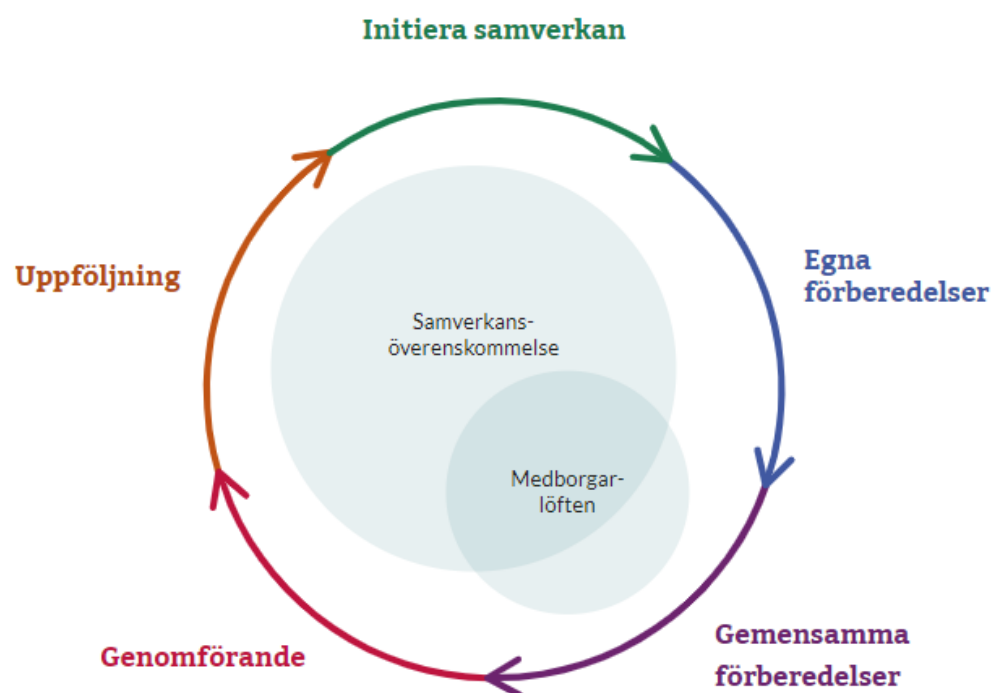 Initiera samverkan
Egna
förberedelser
Uppföljning
Samverkans-
överenskommelse
Medborgar-
löften
Gemensamma
förberedelser
Genomförande